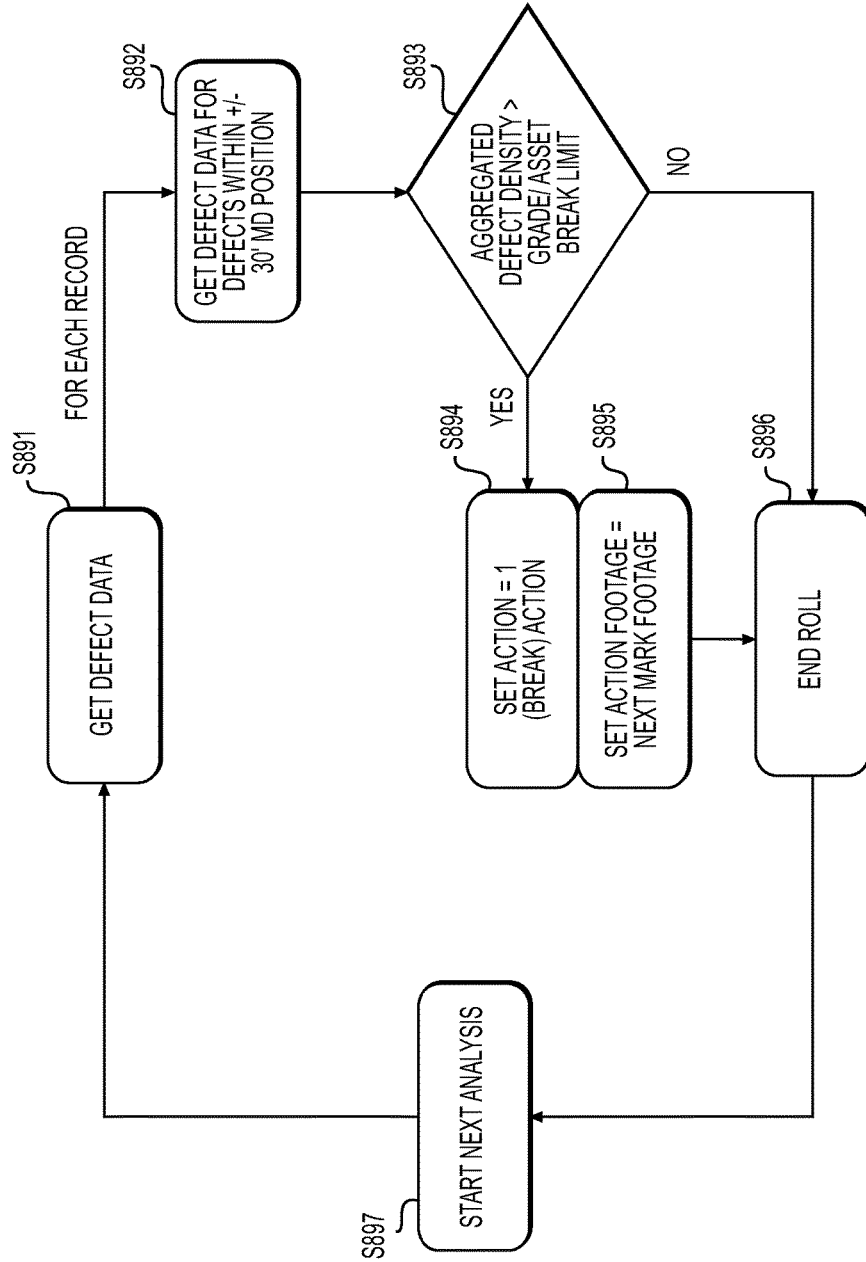 S891
GET DEFECT DATA
FOR EACH RECORD
S892
GET DEFECT DATA FOR
DEFECTS WITHIN +/-
30' MD POSITION
S893
AGGREGATED
DEFECT DENSITY >
GRADE/ ASSET
BREAK LIMIT
YES
NO
S894
SET ACTION = 1
(BREAK) ACTION
S895
SET ACTION FOOTAGE =
NEXT MARK FOOTAGE
S896
END ROLL
S897
START NEXT ANALYSIS